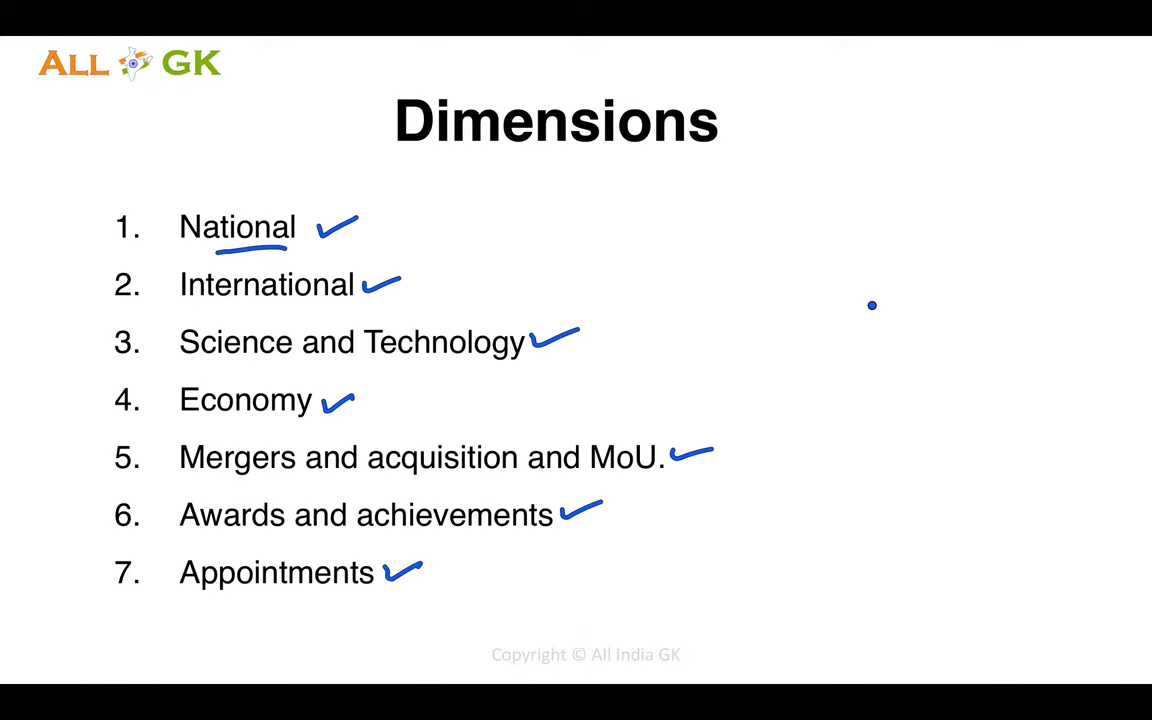 ALL GK
Dimensions
1. National
2. International
3. Science and Technology
4. Economy
5. Mergers and acquisition and MoU.
6. Awards and achievements
7. Appointments
Copyright © All India GK